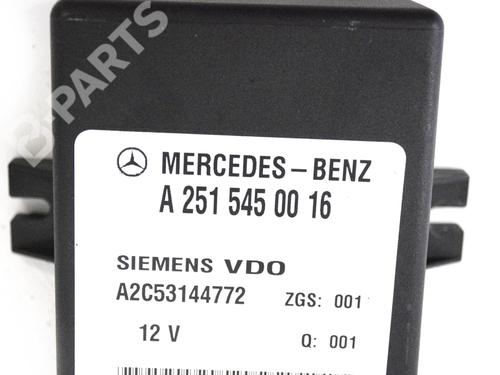 B-PARTS
MERCEDES-BENZ
A 251 545 00 16
SIEMENS VDO
A2C53144772 ZGS: 001
12 V Q: 001